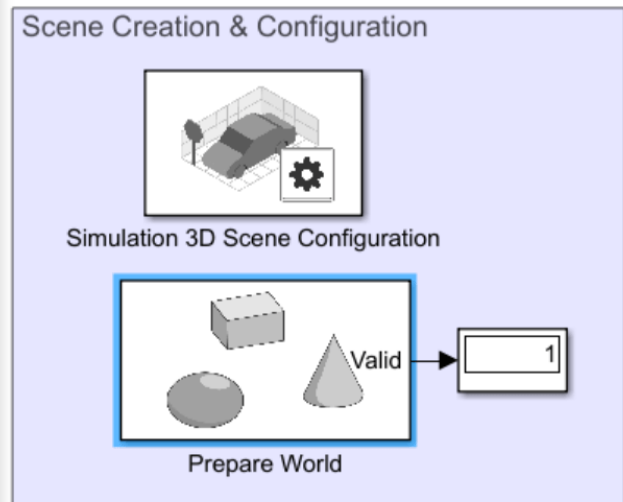 Scene Creation & Configuration
Simulation 3D Scene Configuration
Valid
1
Prepare World